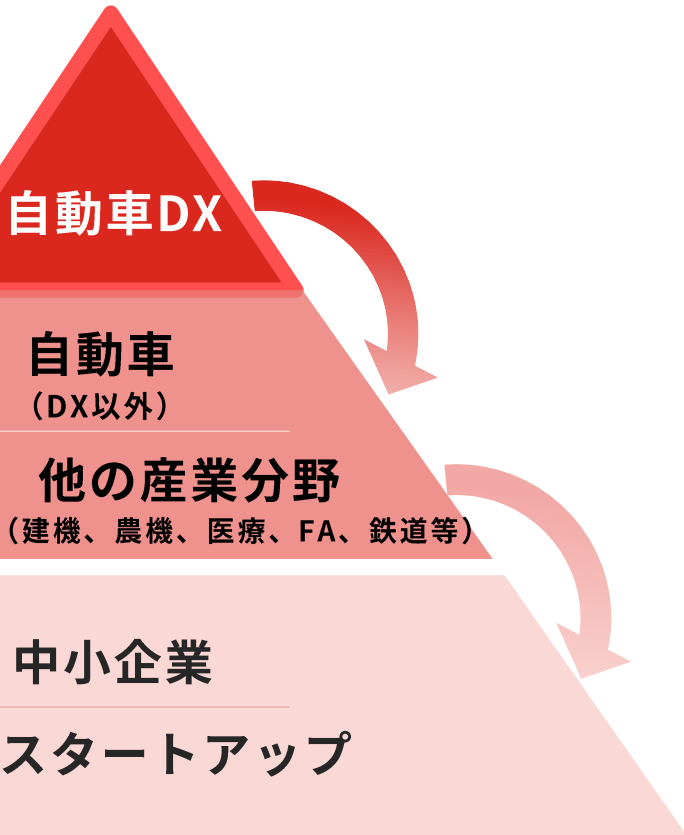 自動車DX
自動車
（DX以外）
他の産業分野
（建機、農機、医療、FA、鉄道等）
中小企業
スタートアップ